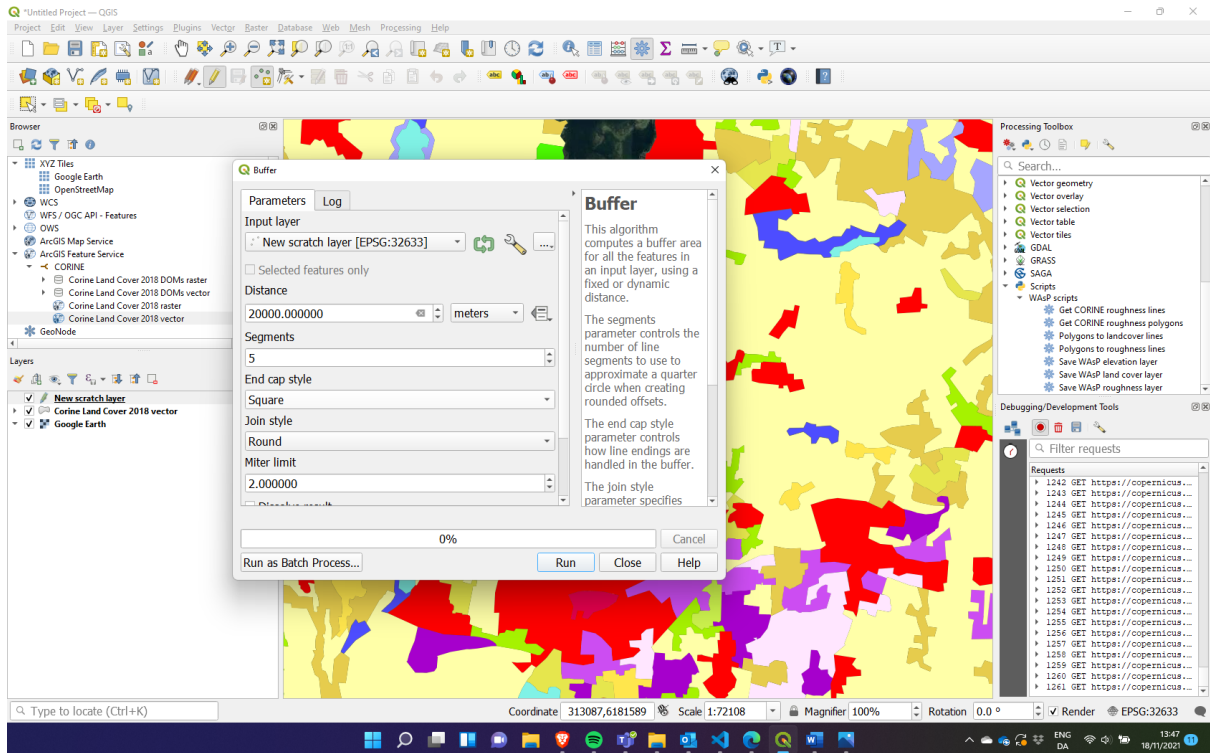 *Untitled Project — QGIS
Project Edit View Layer Settings Plugins Vector Raster Database Web Mesh Processing Help
Browser
XYZ Tiles
Google Earth
OpenStreetMap
WCS
WFS / OGC API - Features
OWS
ArcGIS Map Service
ArcGIS Feature Service
CORINE
Corine Land Cover 2018 DOMs raster
Corine Land Cover 2018 DOMs vector
Corine Land Cover 2018 raster
Corine Land Cover 2018 vector
GeoNode
Layers
New scratch layer
Corine Land Cover 2018 vector
Google Earth
Buffer
Parameters Log
Input layer
New scratch layer [EPSG:32633]
Selected features only
Distance
20000.000000 meters
Segments
5
End cap style
Square
Join style
Round
Miter limit
2.000000
Dissolve result
Buffer
This algorithm
computes a buffer area
for all the features in
an input layer, using a
fixed or dynamic
distance.
The segments
parameter controls the
number of line
segments to use to
approximate a quarter
circle when creating
rounded offsets.
The end cap style
parameter controls
how line endings are
handled in the buffer.
The join style
parameter specifies
0% Cancel
Run as Batch Process... Run Close Help
Processing Toolbox
Search...
Vector geometry
Vector overlay
Vector selection
Vector table
Vector tiles
GDAL
GRASS
SAGA
Scripts
WAsP scripts
Get CORINE roughness lines
Get CORINE roughness polygons
Polygons to landcover lines
Polygons to roughness lines
Save WAsP elevation layer
Save WAsP land cover layer
Save WAsP roughness layer
Debugging/Development Tools
Filter requests
Requests
1242 GET https://copernicus....
1243 GET https://copernicus....
1244 GET https://copernicus....
1245 GET https://copernicus....
1246 GET https://copernicus....
1247 GET https://copernicus....
1248 GET https://copernicus....
1249 GET https://copernicus....
1250 GET https://copernicus....
1251 GET https://copernicus....
1252 GET https://copernicus....
1253 GET https://copernicus....
1254 GET https://copernicus....
1255 GET https://copernicus....
1256 GET https://copernicus....
1257 GET https://copernicus....
1258 GET https://copernicus....
1259 GET https://copernicus....
1260 GET https://copernicus....
1261 GET https://copernicus....
Type to locate (Ctrl+K) Coordinate 313087,6181589 Scale 1:72108 Magnifier 100% Rotation 0.0 ° Render EPSG:32633
ENG
DA
13:47
18/11/2021
11